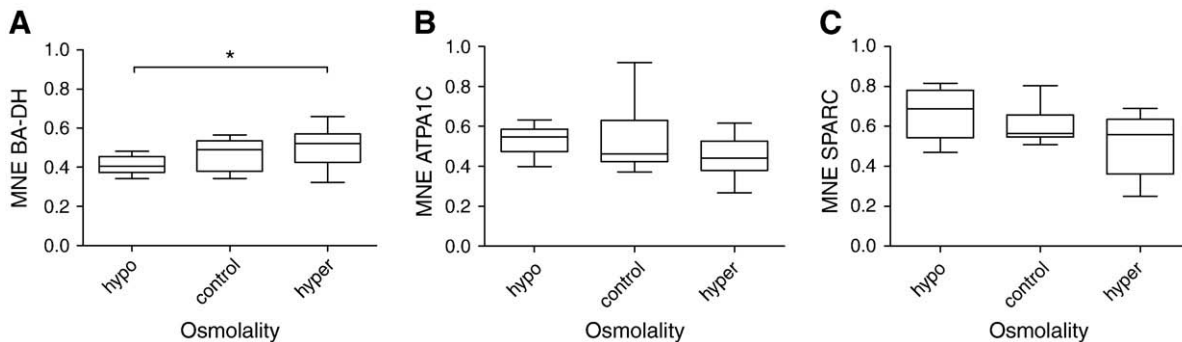 A
MNE BA-DH
1.0
0.8
0.6
0.4
0.2
0.0
*
hypo
control
hyper
Osmolality
B
MNE ATPA1C
1.0
0.8
0.6
0.4
0.2
0.0
hypo
control
hyper
Osmolality
C
MNE SPARC
1.0
0.8
0.6
0.4
0.2
0.0
hypo
control
hyper
Osmolality